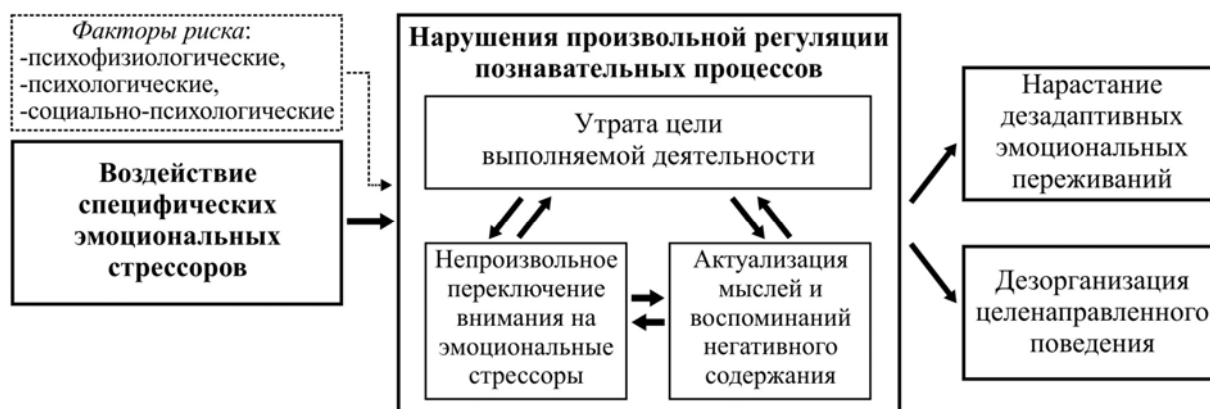 Факторы риска:
-психофизиологические,
-психологические,
-социально-психологические
Воздействие
специфических
эмоциональных
стрессоров
Нарушения произвольной регуляции
познавательных процессов
Утрата цели
выполняемой деятельности
Непроизвольное
переключение
внимания на
эмоциональные
стрессоры
Актуализация
мыслей и
воспоминаний
негативного
содержания
Нарастание
дезадаптивных
эмоциональных
переживаний
Дезорганизация
целенаправленного
поведения